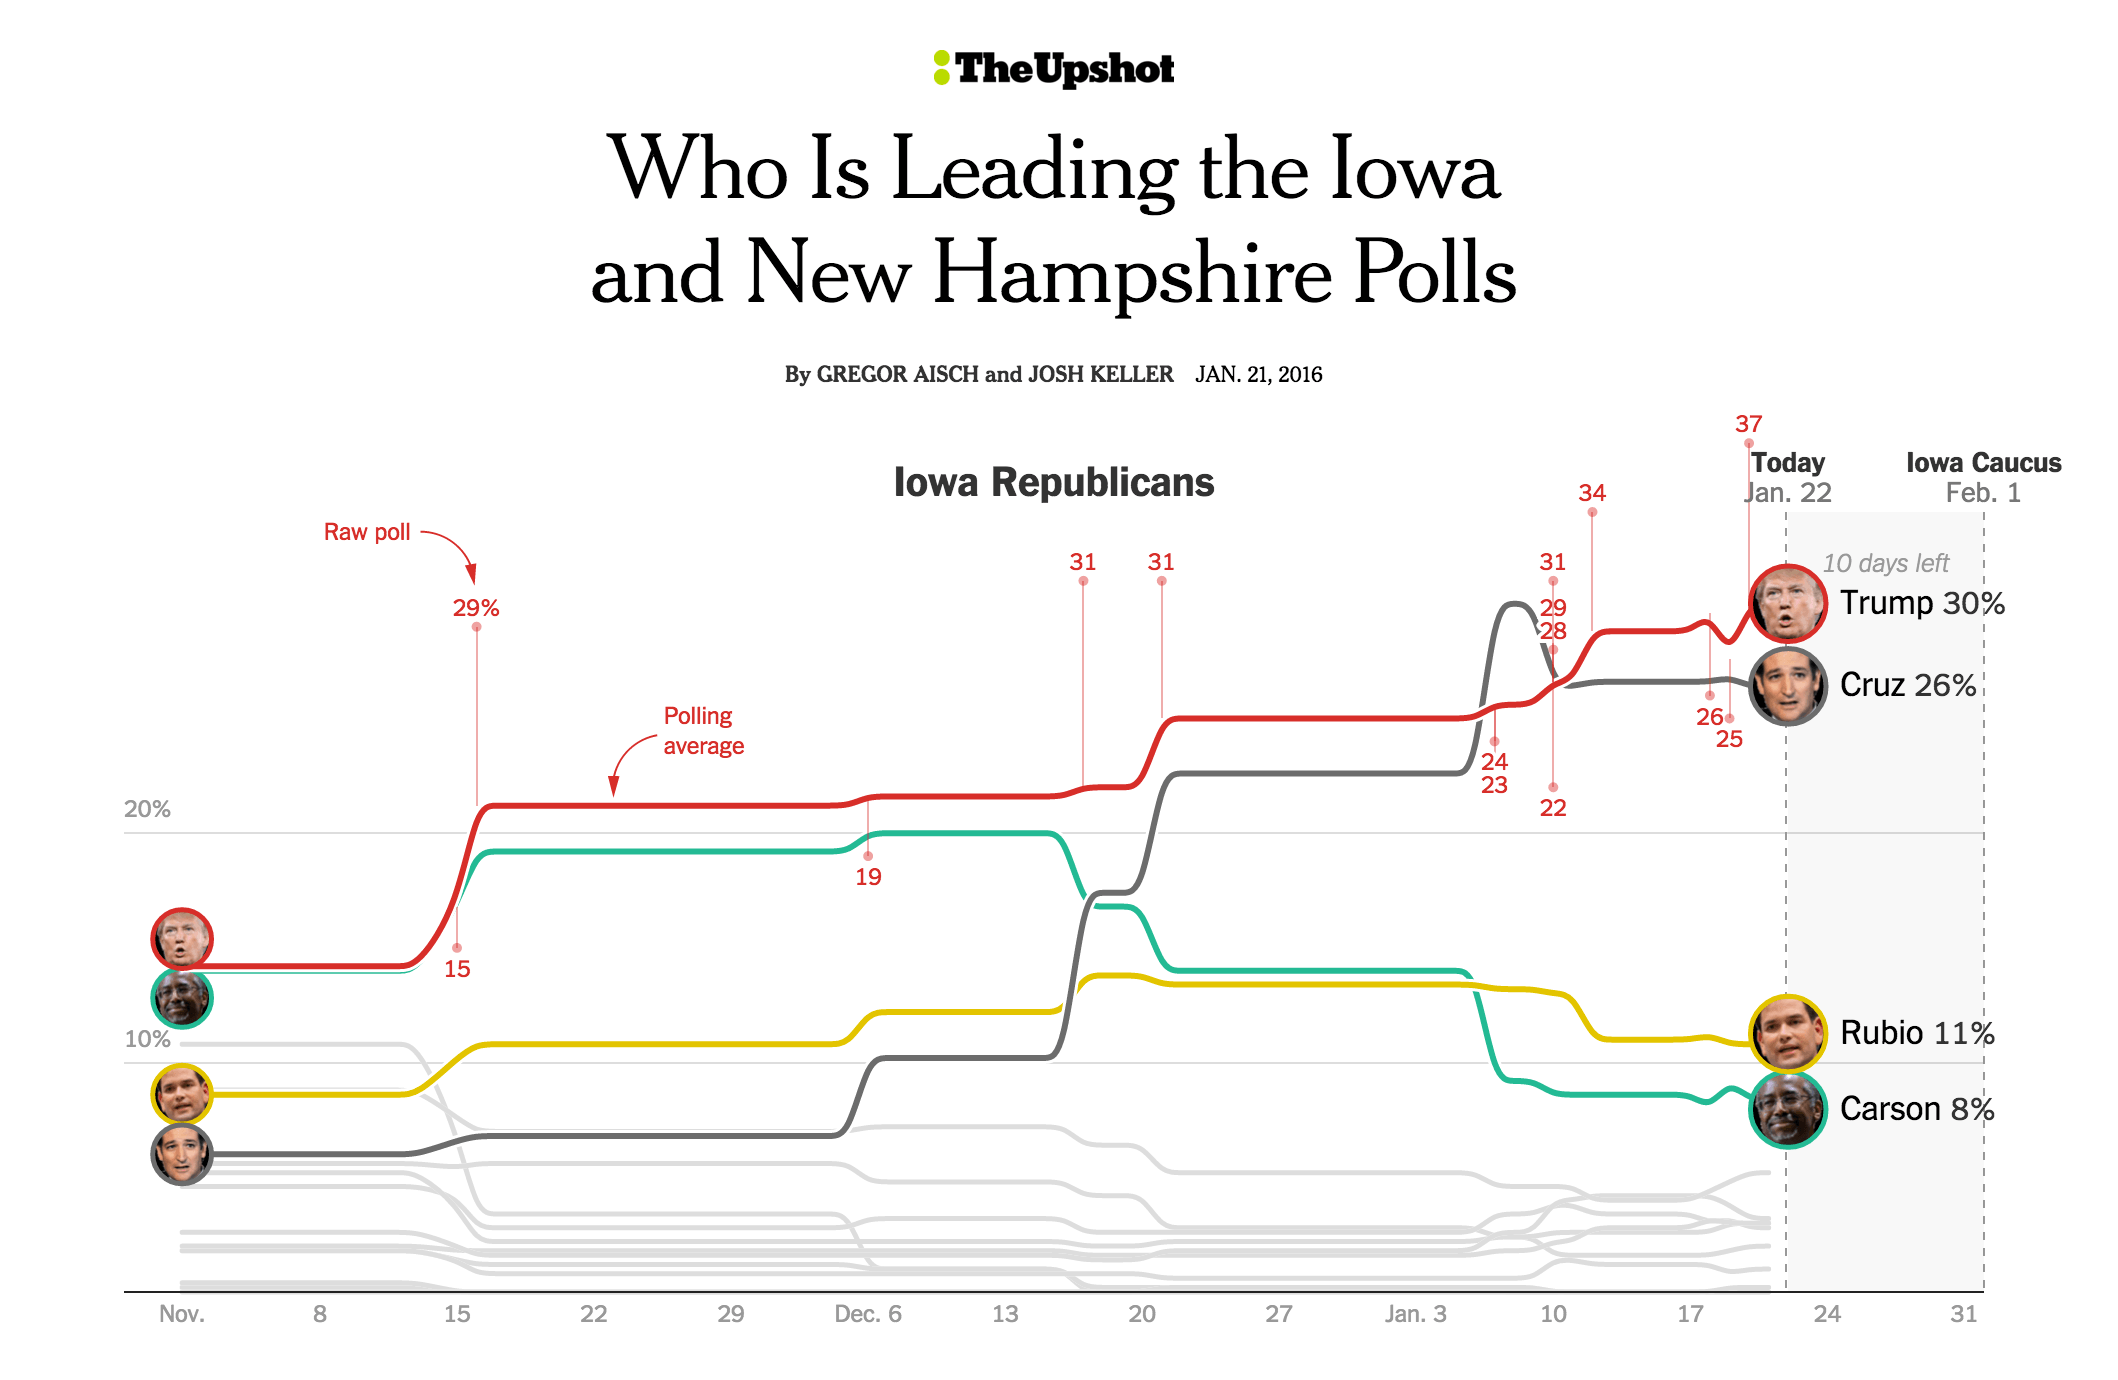 TheUpshot
Who Is Leading the Iowa
and New Hampshire Polls
By GREGOR AISCH and JOSH KELLER JAN. 21, 2016
Iowa Republicans
37
Today
Jan. 22
Iowa Caucus
Feb. 1
34
Raw poll
31
31
31
10 days left
29%
29
28
Trump 30%
Cruz 26%
Polling
average
26
25
24
23
22
20%
19
15
10%
Rubio 11%
Carson 8%
Nov.
8
15
22
29
Dec. 6
13
20
27
Jan. 3
10
17
24
31